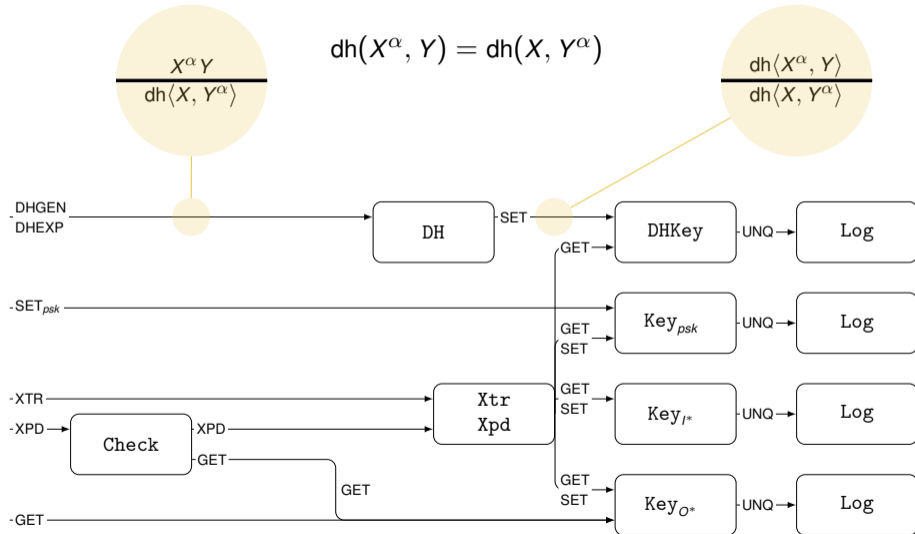 dh(X^α, Y) = dh(X, Y^α)
X^α Y
dh⟨X, Y^α⟩
dh⟨X^α, Y⟩
dh⟨X, Y^α⟩
DHGEN
DHEXP
DH
SET
DHKey
UNQ
Log
GET
SET_psk
Key_psk
UNQ
Log
GET
SET
XTR
Xtr
Xpd
GET
SET
Key_I*
UNQ
Log
XPD
Check
XPD
GET
GET
GET
SET
Key_O*
UNQ
Log
GET